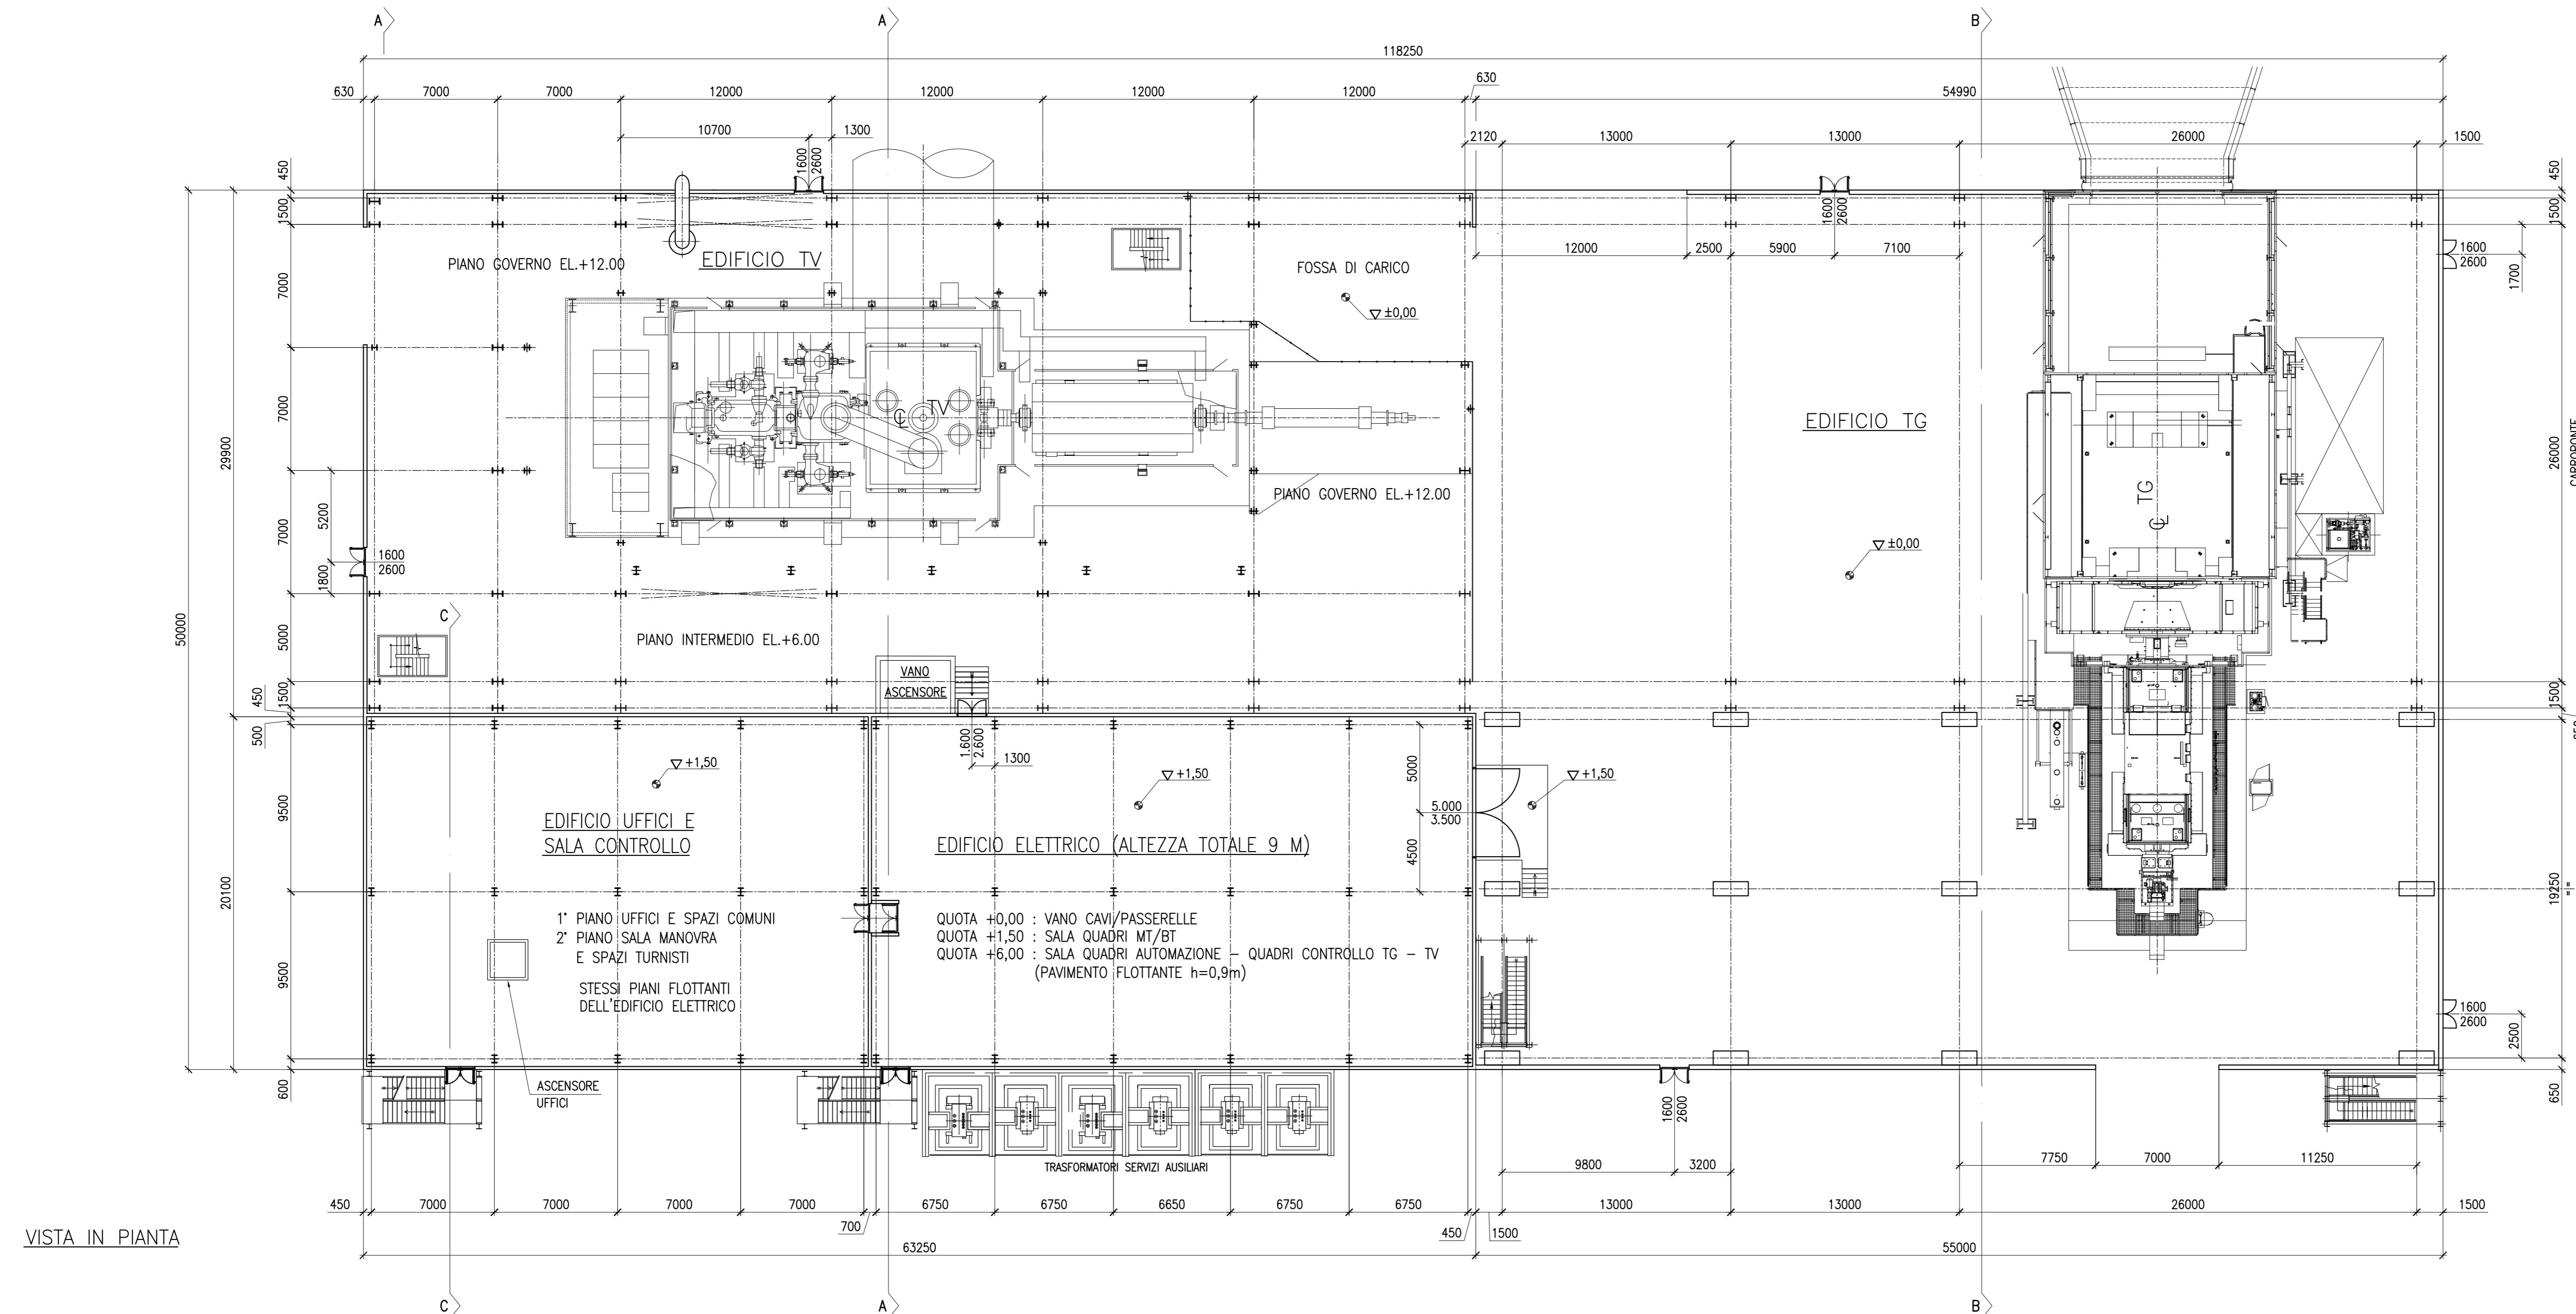 A
A
B
118250
630
7000
7000
12000
12000
12000
12000
630
54990
10700
1300
2120
13000
13000
26000
1500
450
1600
2600
450
1500
1500
1600
2600
12000
2500
5900
7100
1600
2600
1700
PIANO GOVERNO EL.+12.00
EDIFICIO TV
FOSSA DI CARICO
±0,00
7000
7000
29900
50000
CL TV
EDIFICIO TG
26000
CARROPONTE
PIANO GOVERNO EL.+12.00
CL TG
5200
7000
1800
1600
2600
±0,00
C
5000
PIANO INTERMEDIO EL.+6.00
VANO
ASCENSORE
450
1500
500
1500
1.600
2.600
1300
+1,50
+1,50
+1,50
5000
5.000
3.500
4500
9500
20100
EDIFICIO UFFICI E
SALA CONTROLLO
EDIFICIO ELETTRICO (ALTEZZA TOTALE 9 M)
19250
=
1° PIANO UFFICI E SPAZI COMUNI
2° PIANO SALA MANOVRA
E SPAZI TURNISTI
STESSI PIANI FLOTTANTI
DELL'EDIFICIO ELETTRICO
QUOTA +0,00 : VANO CAVI/PASSERELLE
QUOTA +1,50 : SALA QUADRI MT/BT
QUOTA +6,00 : SALA QUADRI AUTOMAZIONE – QUADRI CONTROLLO TG – TV
(PAVIMENTO FLOTTANTE h=0,9m)
9500
1600
2600
2500
600
ASCENSORE
UFFICI
1600
2600
650
TRASFORMATORI SERVIZI AUSILIARI
9800
3200
7750
7000
11250
450
7000
7000
7000
7000
700
6750
6750
6650
6750
6750
450
1500
13000
13000
26000
1500
63250
55000
VISTA IN PIANTA
C
A
B